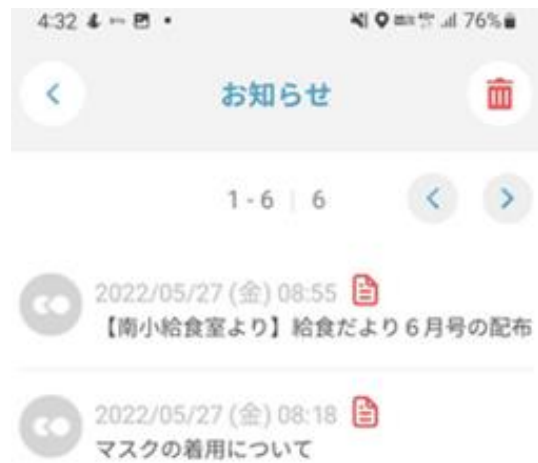 4:32
76%
お知らせ
1 - 6 | 6
2022/05/27 (金) 08:55
【南小給食室より】給食だより６月号の配布
2022/05/27 (金) 08:18
マスクの着用について